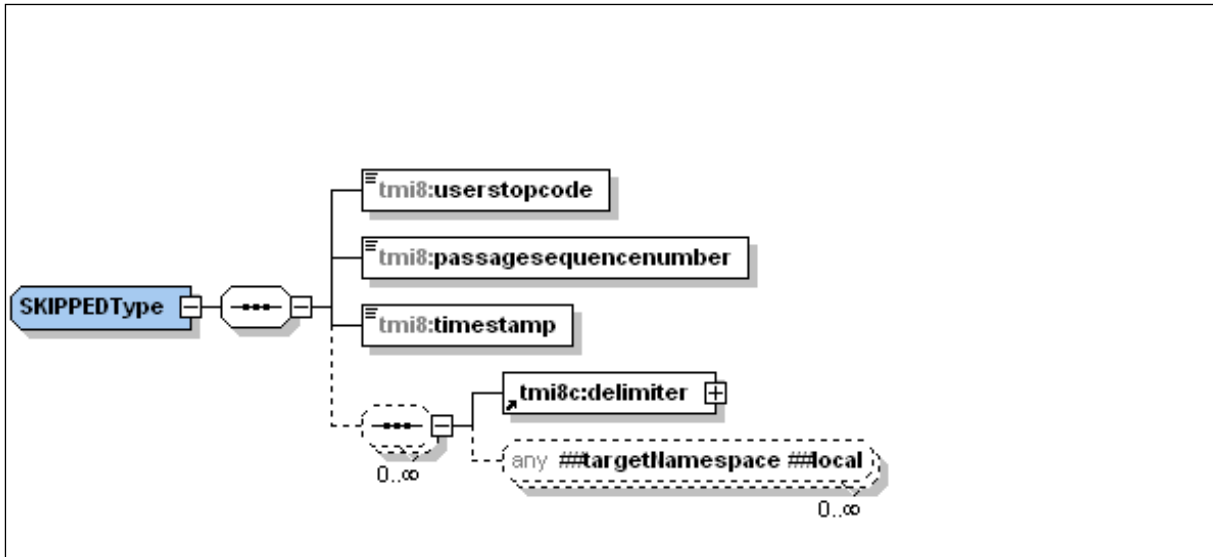 tmi8:userstopcode
tmi8:passagesequencenumber
SKIPPEDType
tmi8:timestamp
tmi8c:delimiter
0..∞
any ##targetNamespace ##local
0..∞